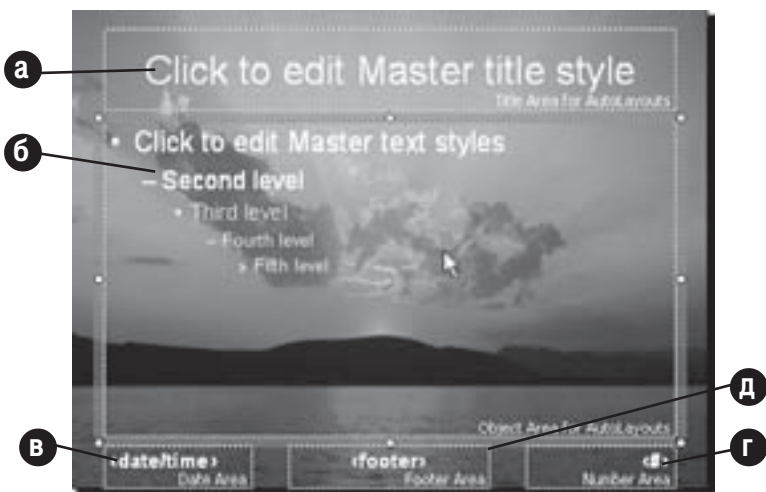 а
Click to edit Master title style
Title Area for AutoLayouts
б
• Click to edit Master text styles
– Second level
• Third level
– Fourth level
» Fifth level
Object Area for AutoLayouts
д
в
‹date/time›
Date Area
‹footer›
Footer Area
‹#›
Number Area
г